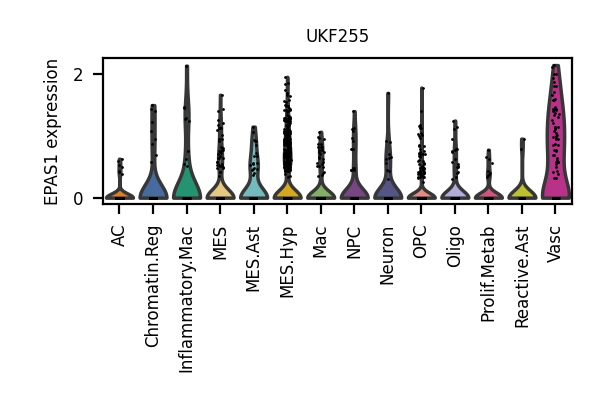 UKF255
EPAS1 expression
2
0
AC
Chromatin.Reg
Inflammatory.Mac
MES
MES.Ast
MES.Hyp
Mac
NPC
Neuron
OPC
Oligo
Prolif.Metab
Reactive.Ast
Vasc